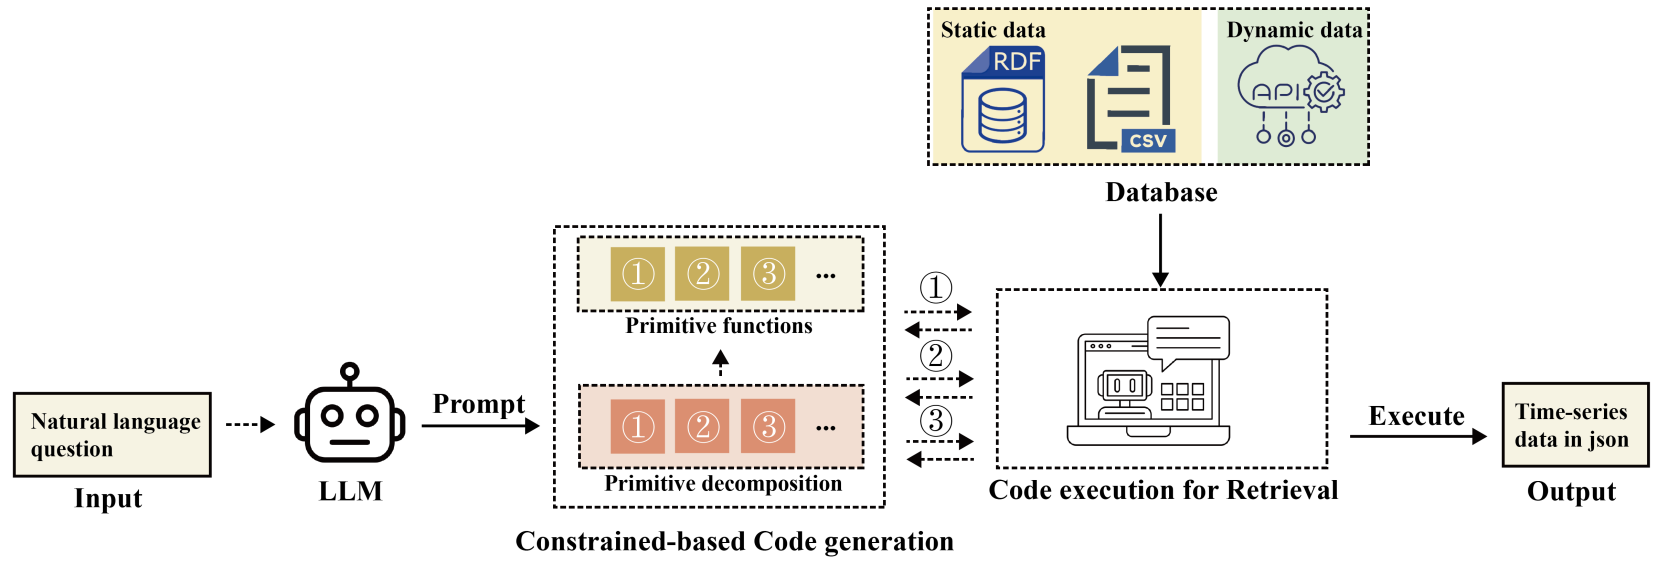 Static data
Dynamic data
RDF
API
CSV
Database
① ② ③ ...
Primitive functions
①
②
③
① ② ③ ...
Primitive decomposition
Constrained-based Code generation
Natural language
question
Input
LLM
Prompt
Code execution for Retrieval
Execute
Time-series
data in json
Output